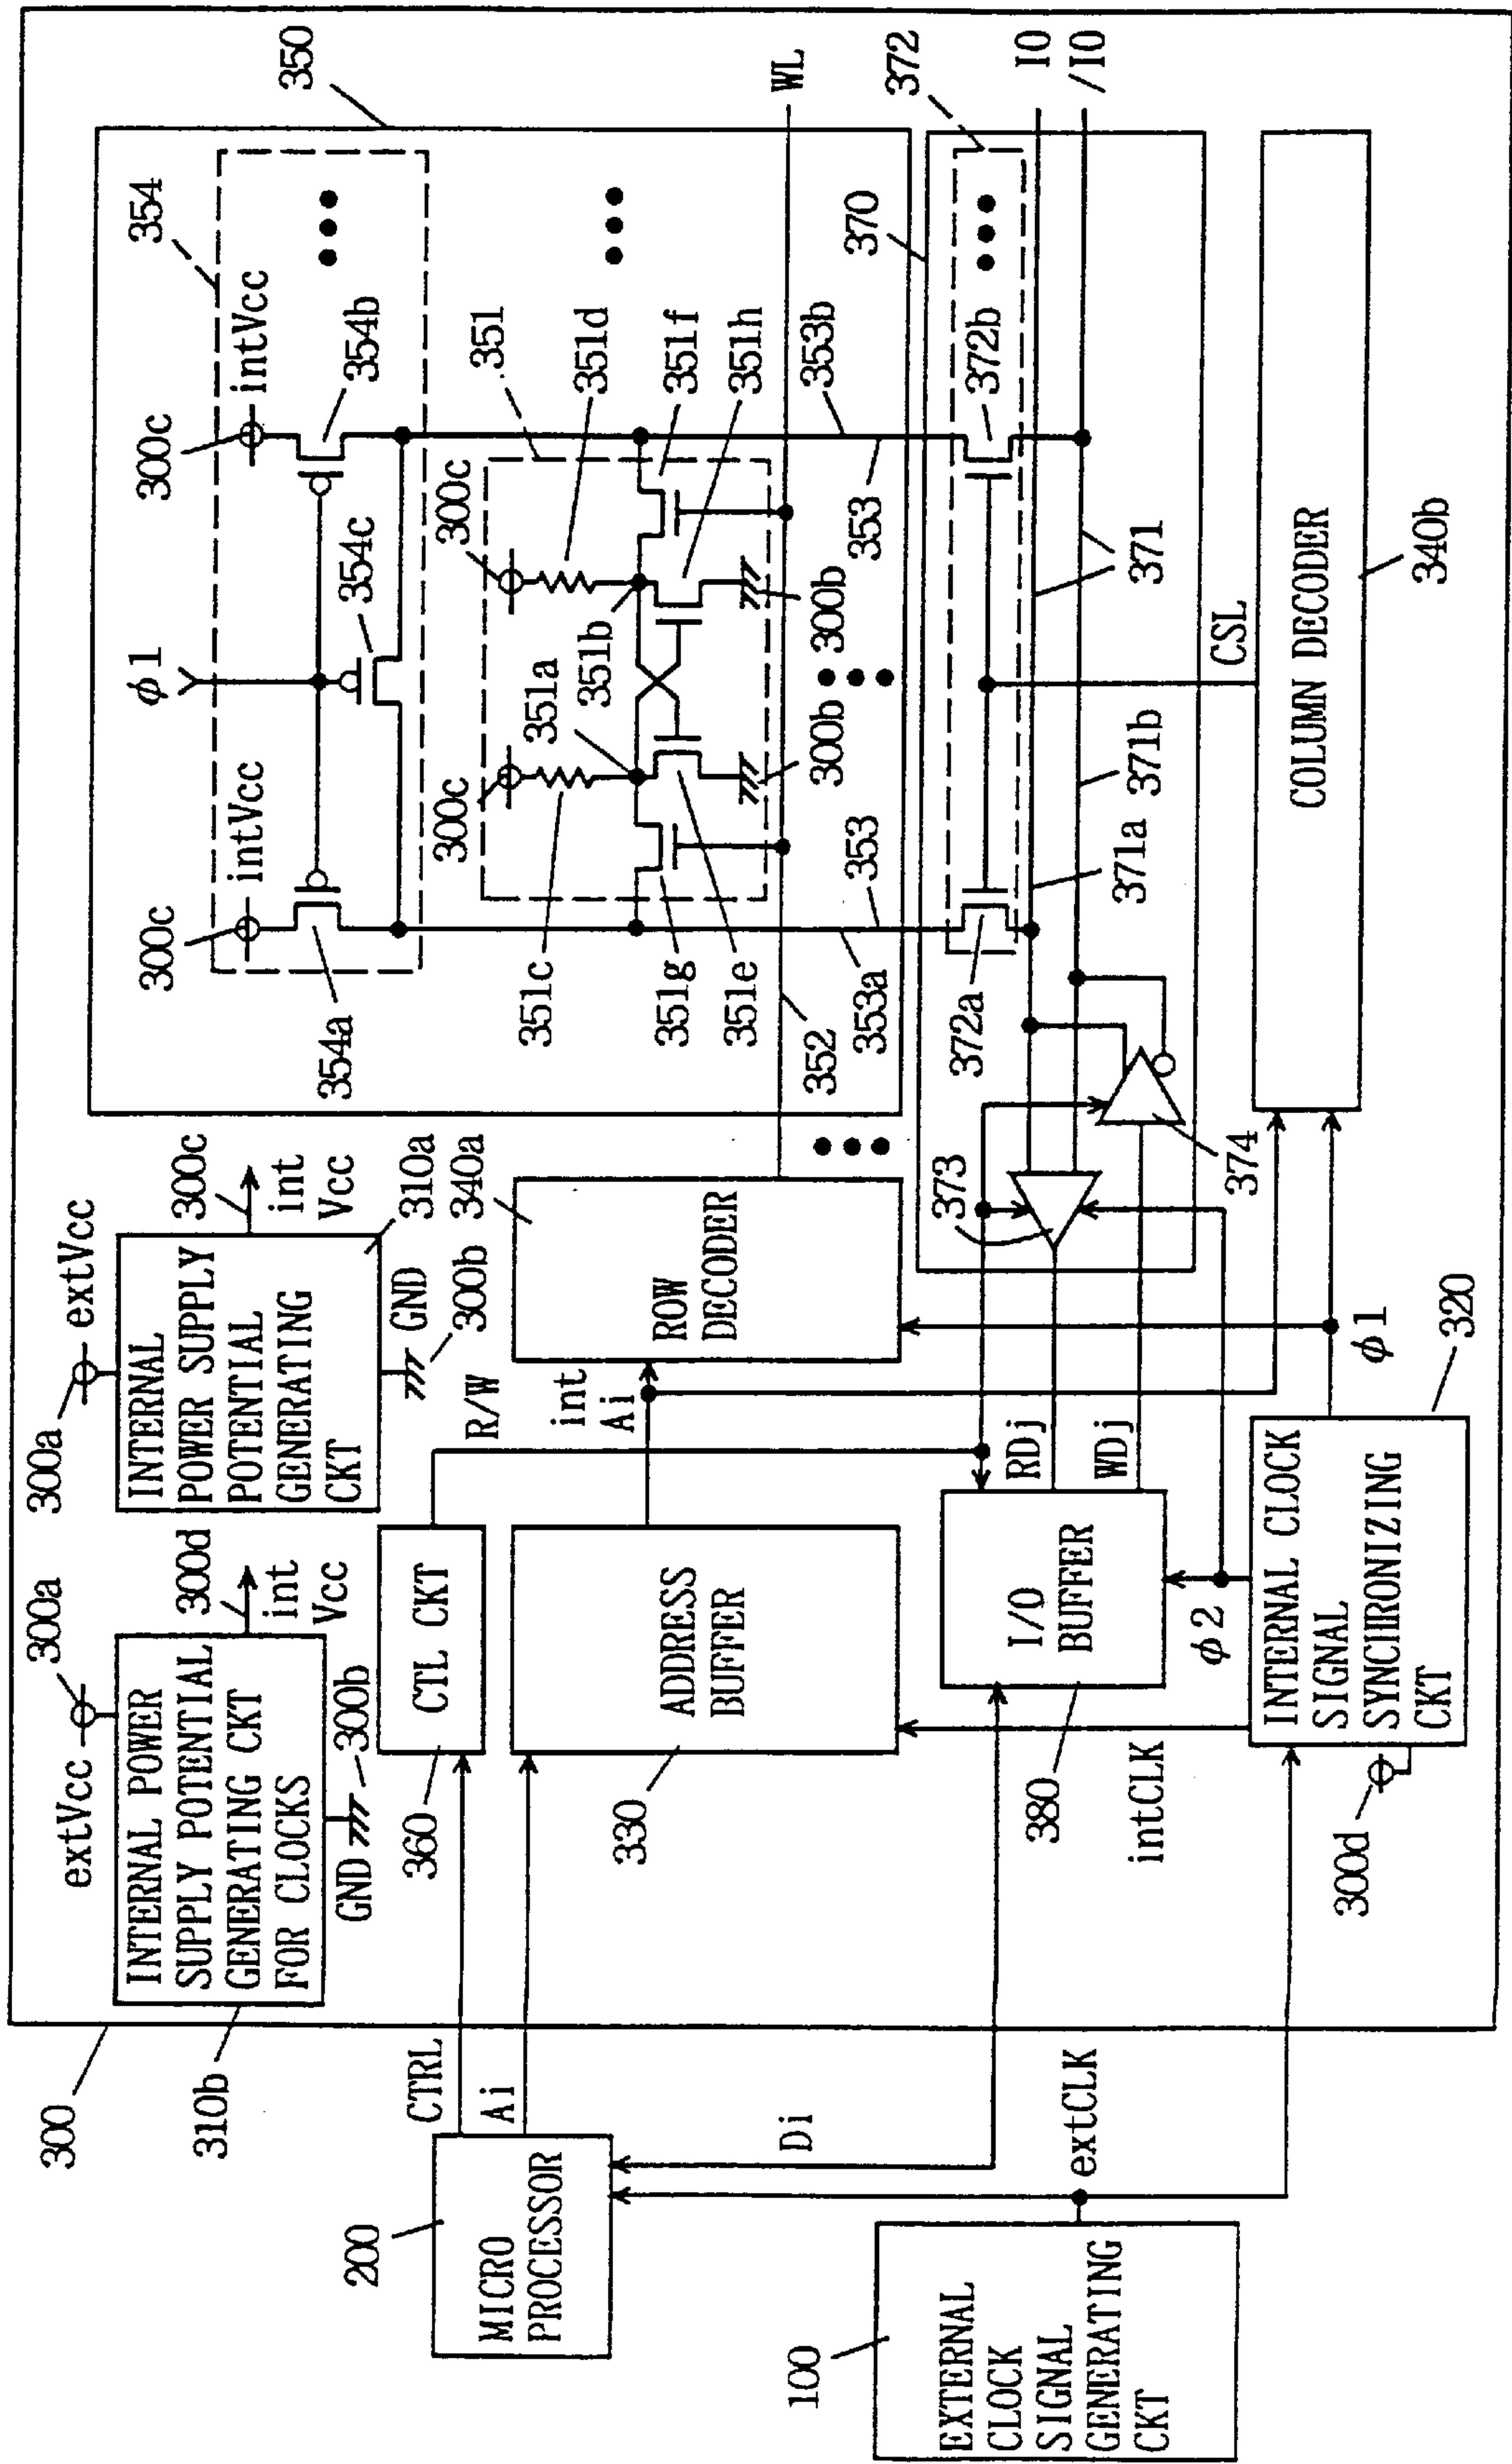 300
300a
extVcc
INTERNAL POWER
SUPPLY POTENTIAL
GENERATING CKT
FOR CLOCKS
300d
int
Vcc
GND
300b
310b
300a
extVcc
INTERNAL
POWER SUPPLY
POTENTIAL
GENERATING
CKT
300c
int
Vcc
310a
GND
300b
CTL CKT
360
R/W
CTRL
Ai
200
MICRO
PROCESSOR
ADDRESS
BUFFER
330
int
Ai
340a
ROW
DECODER
Di
extCLK
100
EXTERNAL
CLOCK
SIGNAL
GENERATING
CKT
I/O
BUFFER
380
RDj
WDj
intCLK
φ2
INTERNAL CLOCK
SIGNAL
SYNCHRONIZING
CKT
300d
320
φ1
350
354
300c
intVcc
354a
φ1
354c
300c
intVcc
354b
351
300c
351c
351a
300c
351d
351b
351f
351h
351g
351e
300b
300b
352
353a
353
353
353b
WL
370
372
372a
372b
IO
/IO
371a
371b
371
373
374
CSL
COLUMN DECODER
340b